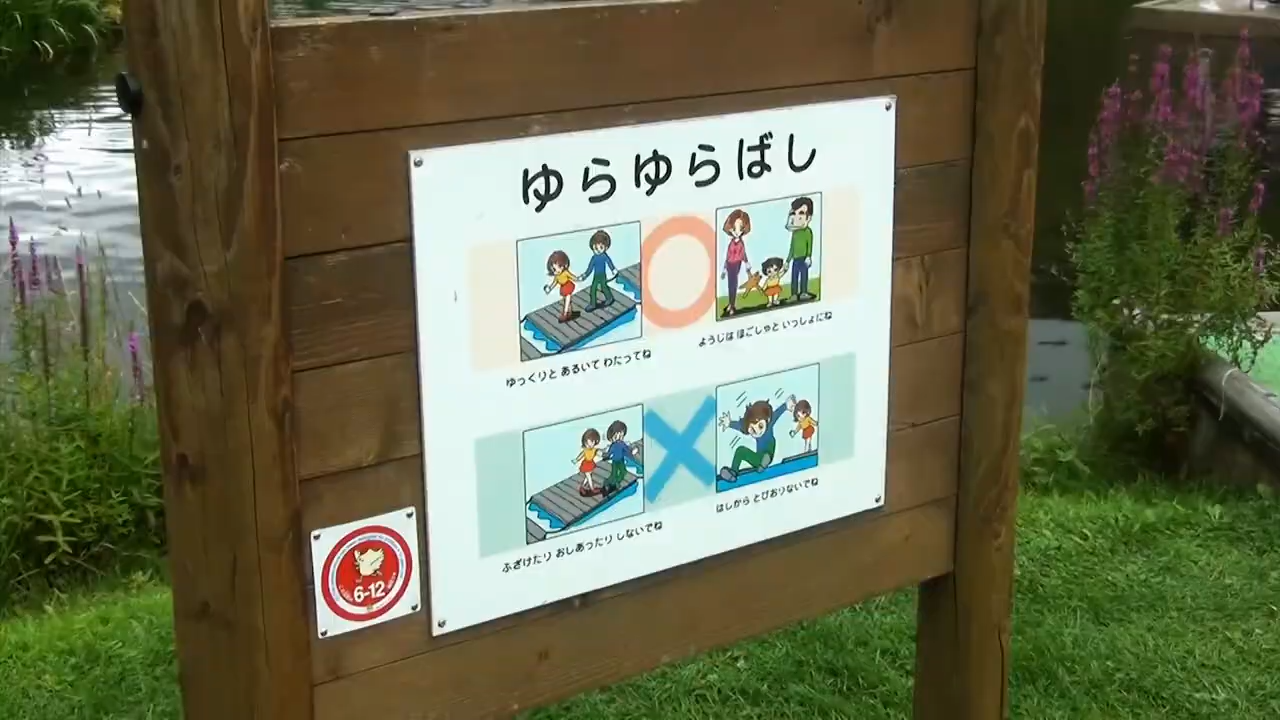 ゆらゆらばし
ゆっくりと あるいて わたってね
ようじは ほごしゃと いっしょにね
ふざけたり おしあったり しないでね
はしから とびおりないでね
6-12